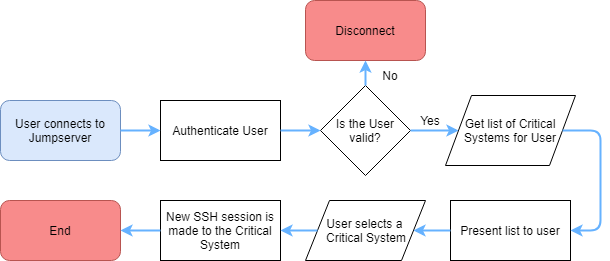 Disconnect
No
User connects to
Jumpserver
Authenticate User
Is the User
valid?
Yes
Get list of Critical
Systems for User
End
New SSH session is
made to the Critical
System
User selects a
Critical System
Present list to user